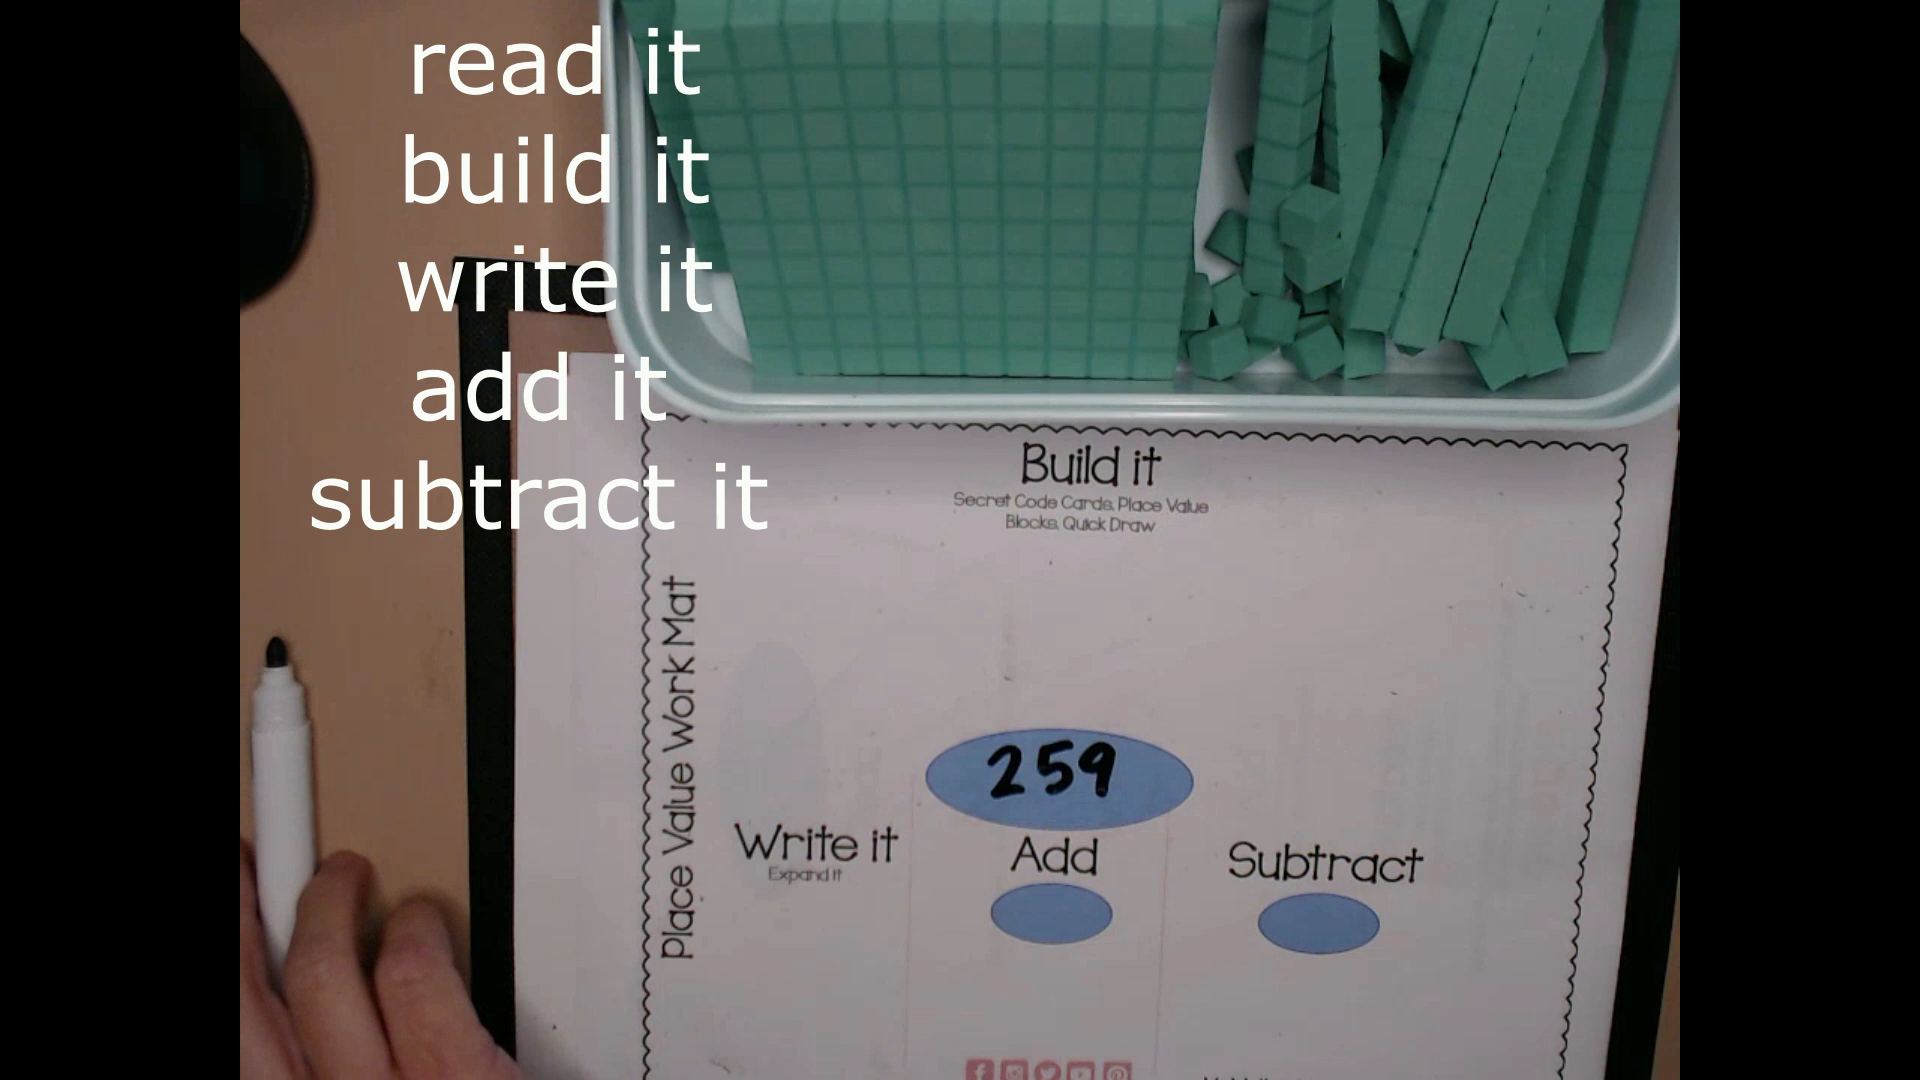 read it
build it
write it
add it
subtract it
Build it
Secret Code Cards, Place Value
Blocks, Quick Draw
Place Value Work Mat
259
Write it
Expand It
Add
Subtract